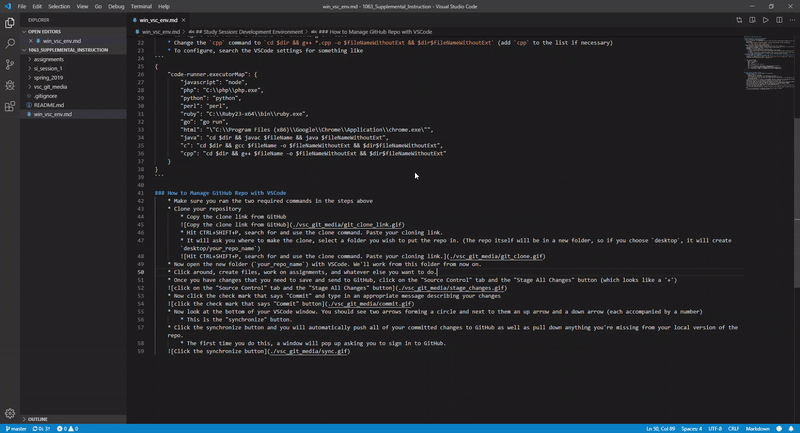 File Edit Selection View Go Debug Terminal Help
win_vsc_env.md - 1063_Supplemental_Instruction - Visual Studio Code
EXPLORER
OPEN EDITORS
win_vsc_env.md
1063_SUPPLEMENTAL_INSTRUCTION
assignments
si_session_1
spring_2019
vsc_git_media
.gitignore
README.md
win_vsc_env.md
OUTLINE
win_vsc_env.md
win_vsc_env.md > ### Study Session: Development Environment > ### How to Manage GitHub Repo with VSCode
22 * Change the `cpp` command to `cd $dir && g++ *.cpp -o $fileNameWithoutExt && $dir$fileNameWithoutExt` (add `cpp` to the list if necessary)
* To configure, search the VSCode settings for something like
```
{
"code-runner.executorMap": {
"javascript": "node",
"php": "C:\\php\\php.exe",
"python": "python",
"perl": "perl",
"ruby": "C:\\Ruby23-x64\\bin\\ruby.exe",
"go": "go run",
"html": "\"C:\\Program Files (x86)\\Google\\Chrome\\Application\\chrome.exe\"",
"java": "cd $dir && javac $fileName && java $fileNameWithoutExt",
"c": "cd $dir && gcc $fileName -o $fileNameWithoutExt && $dir$fileNameWithoutExt",
"cpp": "cd $dir && g++ $fileName -o $fileNameWithoutExt && $dir$fileNameWithoutExt"
37 }
38 }
39 ```
40
41 ### How to Manage GitHub Repo with VSCode
42 * Make sure you ran the two required commands in the steps above
43 * Clone your repository
44 * Copy the clone link from GitHub
45 ![Copy the clone link from GitHub](./vsc_git_media/git_clone_link.gif)
46 * Hit CTRL+SHIFT+P, search for and use the clone command. Paste your cloning link.
47 * It will ask you where to make the clone, select a folder you wish to put the repo in. (The repo itself will be in a new folder, so if you choose `desktop`, it will create
`desktop/your_repo_name`)
48 ![Hit CTRL+SHIFT+P, search for and use the clone command. Paste your cloning link.](./vsc_git_media/git_clone.gif)
49 * Now open the new folder (`your_repo_name`) with VSCode. We'll work from this folder from now on.
50 * Click around, create files, work on assignments, and whatever else you want to do.
51 * Once you have changes that you need to save and send to GitHub, click on the "Source Control" tab and the "Stage All Changes" button (which looks like a '+')
52 ![click on the "Source Control" tab and the "Stage All Changes" button](./vsc_git_media/stage_changes.gif)
53 * Now click the check mark that says "Commit" and type in an appropriate message describing your changes
54 ![click the check mark that says "Commit" button](./vsc_git_media/commit.gif)
55 * Now look at the bottom of your VSCode window. You should see two arrows forming a circle and next to them an up arrow and a down arrow (each accompanied by a number)
56 * This is the "synchronize" button.
57 * Click the synchronize button and you will automatically push all of your committed changes to GitHub as well as pull down anything you're missing from your local version of the
repo.
58 * The first time you do this, a window will pop up asking you to sign in to GitHub.
59 ![Click the synchronize button](./vsc_git_media/sync.gif)
master 0↓ 3↑ 0 0
Ln 50, Col 89 Spaces: 4 UTF-8 CRLF Markdown